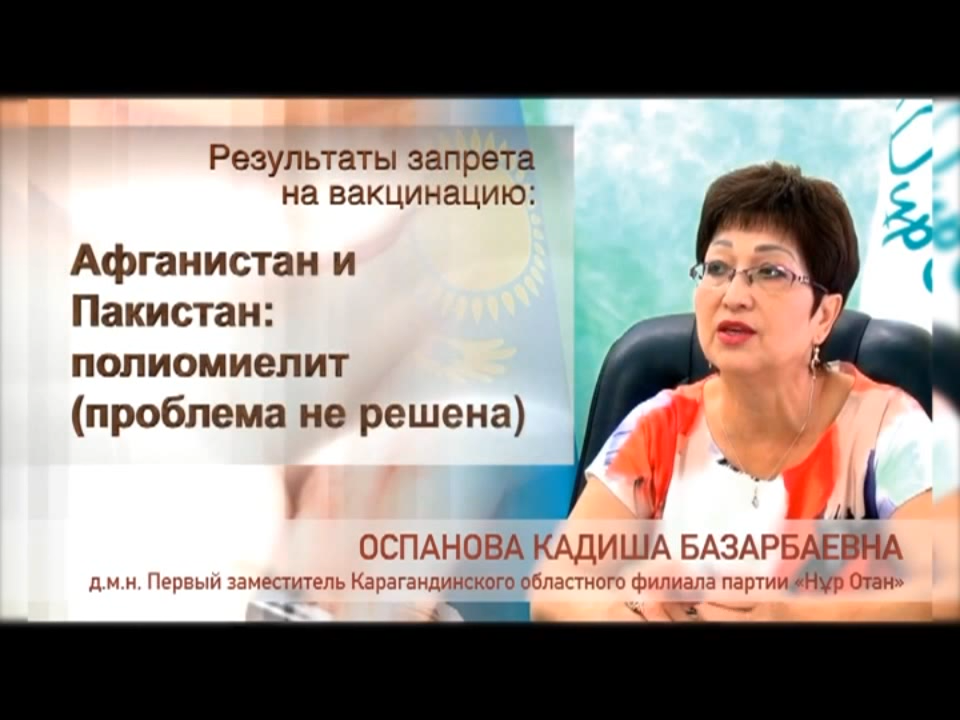 Результаты запрета
на вакцинацию:
Афганистан и
Пакистан:
полиомиелит
(проблема не решена)
ОСПАНОВА КАДИША БАЗАРБАЕВНА
д.м.н. Первый заместитель Карагандинского областного филиала партии «Нұр Отан»